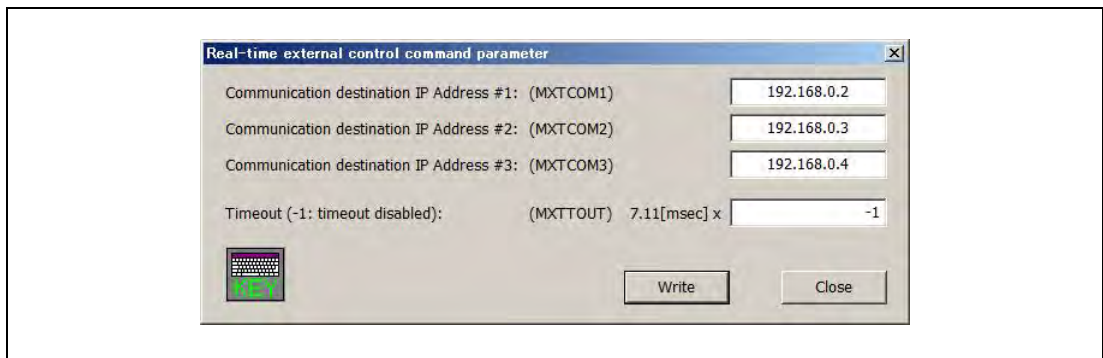 Real-time external control command parameter
Communication destination IP Address #1: (MXTCOM1) 192.168.0.2
Communication destination IP Address #2: (MXTCOM2) 192.168.0.3
Communication destination IP Address #3: (MXTCOM3) 192.168.0.4
Timeout (-1: timeout disabled): (MXTTOUT) 7.11[msec] x -1
KEY
Write Close